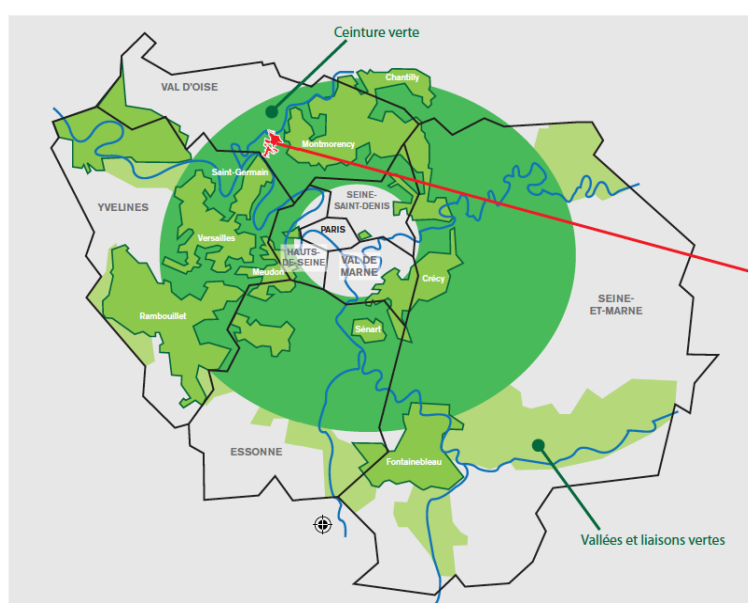 Ceinture verte
VAL D'OISE
Chantilly
Montmorency
Saint-Germain
SEINE-
SAINT-DENIS
YVELINES
PARIS
Versailles
HAUTS-
DE-SEINE
VAL DE
MARNE
Meudon
Crécy
SEINE-
ET-MARNE
Rambouillet
Sénart
ESSONNE
Fontainebleau
Vallées et liaisons vertes